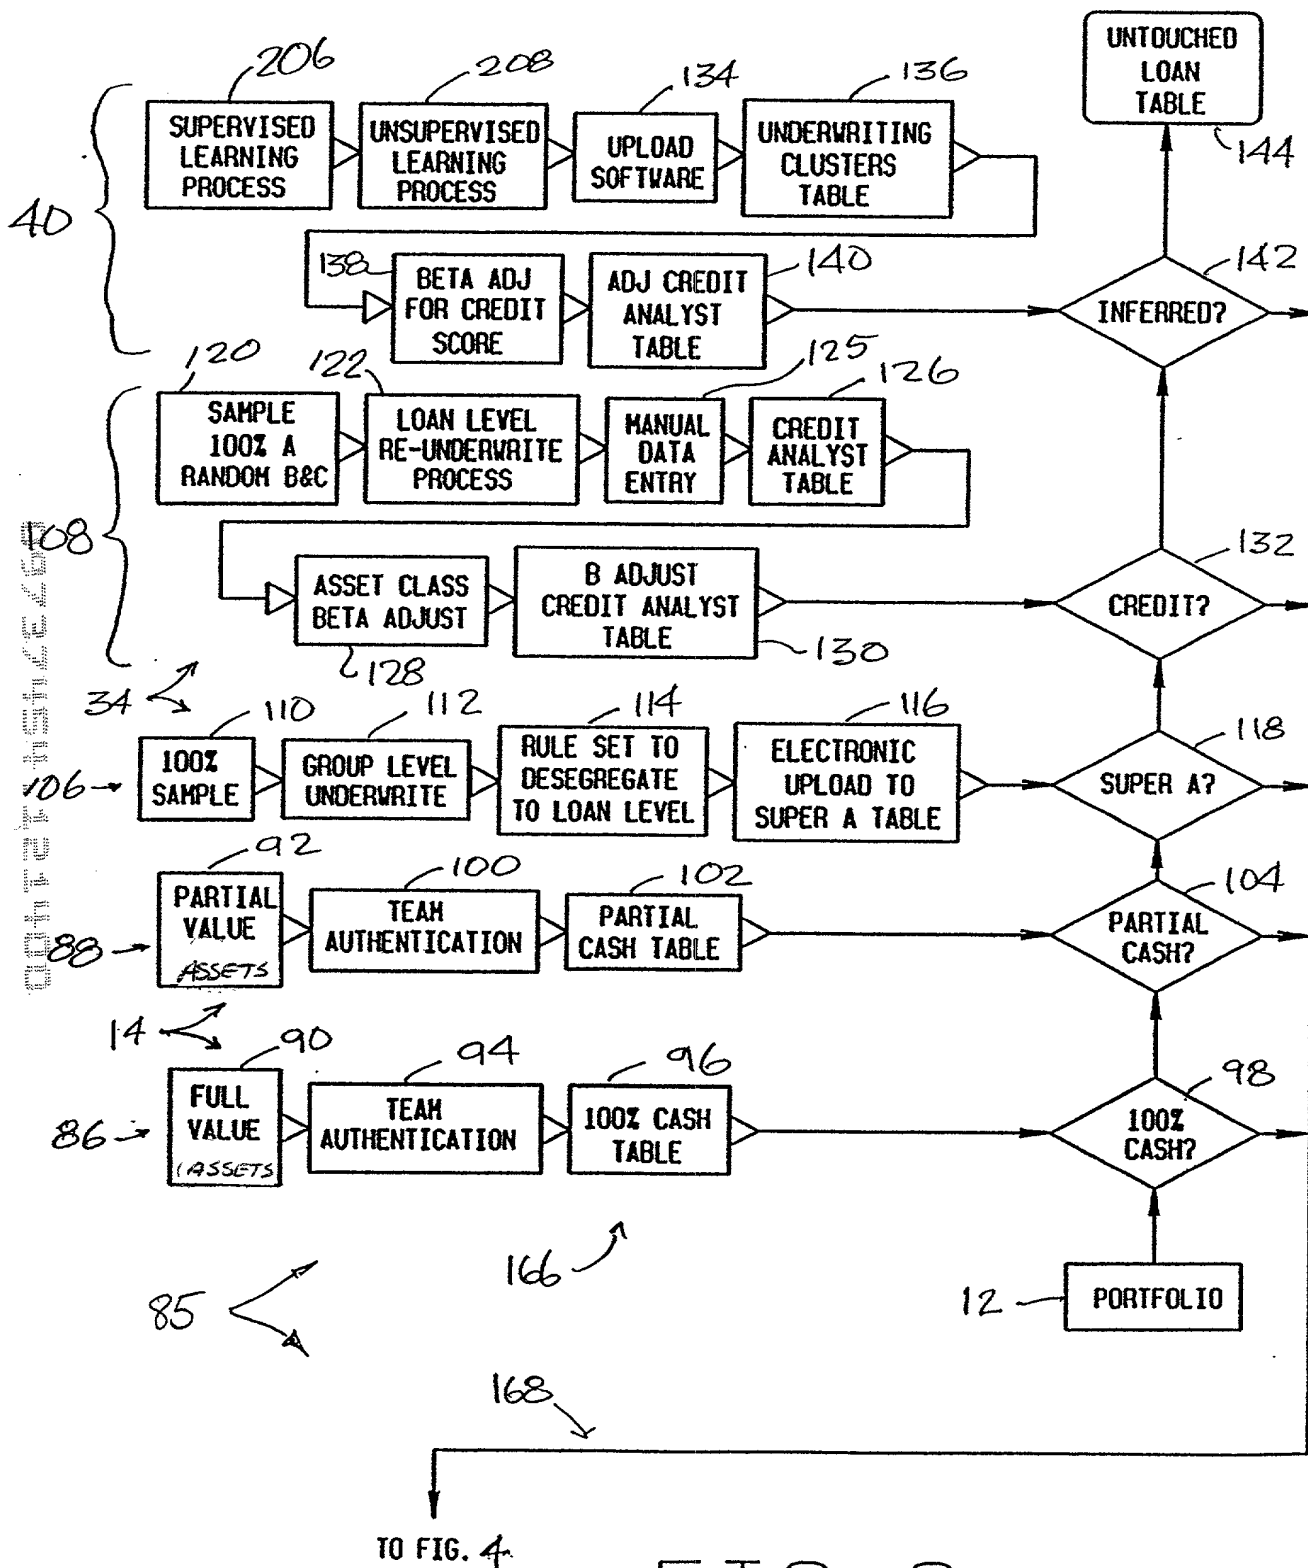 206
208
134
136
UNTOUCHED
LOAN
TABLE
144
SUPERVISED
LEARNING
PROCESS
UNSUPERVISED
LEARNING
PROCESS
UPLOAD
SOFTWARE
UNDERWRITING
CLUSTERS
TABLE
40
138
BETA ADJ
FOR CREDIT
SCORE
140
ADJ CREDIT
ANALYST
TABLE
142
INFERRED?
120
122
125
126
SAMPLE
100% A
RANDOM B&C
LOAN LEVEL
RE-UNDERWRITE
PROCESS
MANUAL
DATA
ENTRY
CREDIT
ANALYST
TABLE
108
ASSET CLASS
BETA ADJUST
128
B ADJUST
CREDIT ANALYST
TABLE
130
132
CREDIT?
34
110
112
114
116
118
106
100%
SAMPLE
GROUP LEVEL
UNDERWRITE
RULE SET TO
DESEGREGATE
TO LOAN LEVEL
ELECTRONIC
UPLOAD TO
SUPER A TABLE
SUPER A?
92
100
102
104
88
PARTIAL
VALUE
ASSETS
TEAM
AUTHENTICATION
PARTIAL
CASH TABLE
PARTIAL
CASH?
14
90
94
96
98
86
FULL
VALUE
(ASSETS
TEAM
AUTHENTICATION
100% CASH
TABLE
100%
CASH?
166
85
12
PORTFOLIO
168
TO FIG. 4